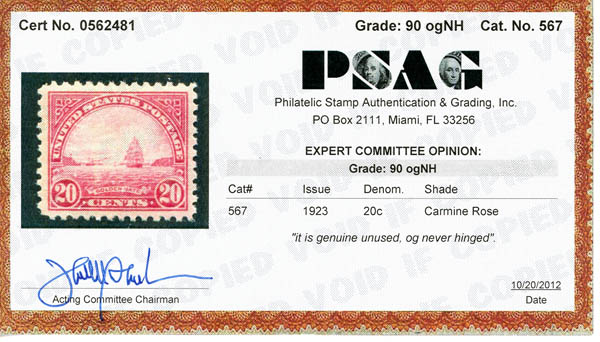 Cert No. 0562481
Grade: 90 ogNH Cat. No. 567
PSAG
Philatelic Stamp Authentication & Grading, Inc.
PO Box 2111, Miami, FL 33256
EXPERT COMMITTEE OPINION:
Grade: 90 ogNH
Cat# Issue Denom. Shade
567 1923 20c Carmine Rose
"it is genuine unused, og never hinged".
UNITED STATES POSTAGE
GOLDEN GATE
20 CENTS 20
Acting Committee Chairman
10/20/2012
Date
VOID IF COPIED